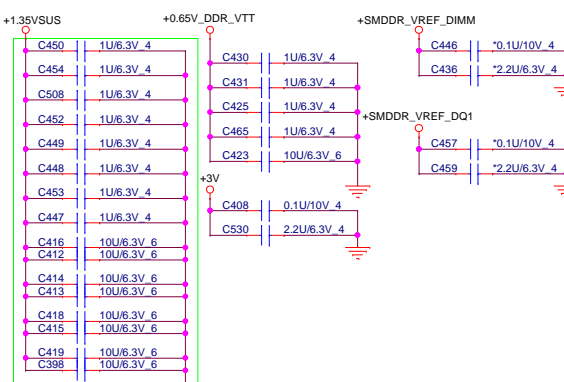 +1.35VSUS
C450 1U/6.3V_4
C454 1U/6.3V_4
C508 1U/6.3V_4
C452 1U/6.3V_4
C449 1U/6.3V_4
C448 1U/6.3V_4
C453 1U/6.3V_4
C447 1U/6.3V_4
C416 10U/6.3V_6
C412 10U/6.3V_6
C414 10U/6.3V_6
C413 10U/6.3V_6
C418 10U/6.3V_6
C415 10U/6.3V_6
C419 10U/6.3V_6
C398 10U/6.3V_6
+0.65V_DDR_VTT
C430 1U/6.3V_4
C431 1U/6.3V_4
C425 1U/6.3V_4
C465 1U/6.3V_4
C423 10U/6.3V_6
+3V
C408 0.1U/10V_4
C530 2.2U/6.3V_4
+SMDDR_VREF_DIMM
C446 *0.1U/10V_4
C436 *2.2U/6.3V_4
+SMDDR_VREF_DQ1
C457 *0.1U/10V_4
C459 *2.2U/6.3V_4